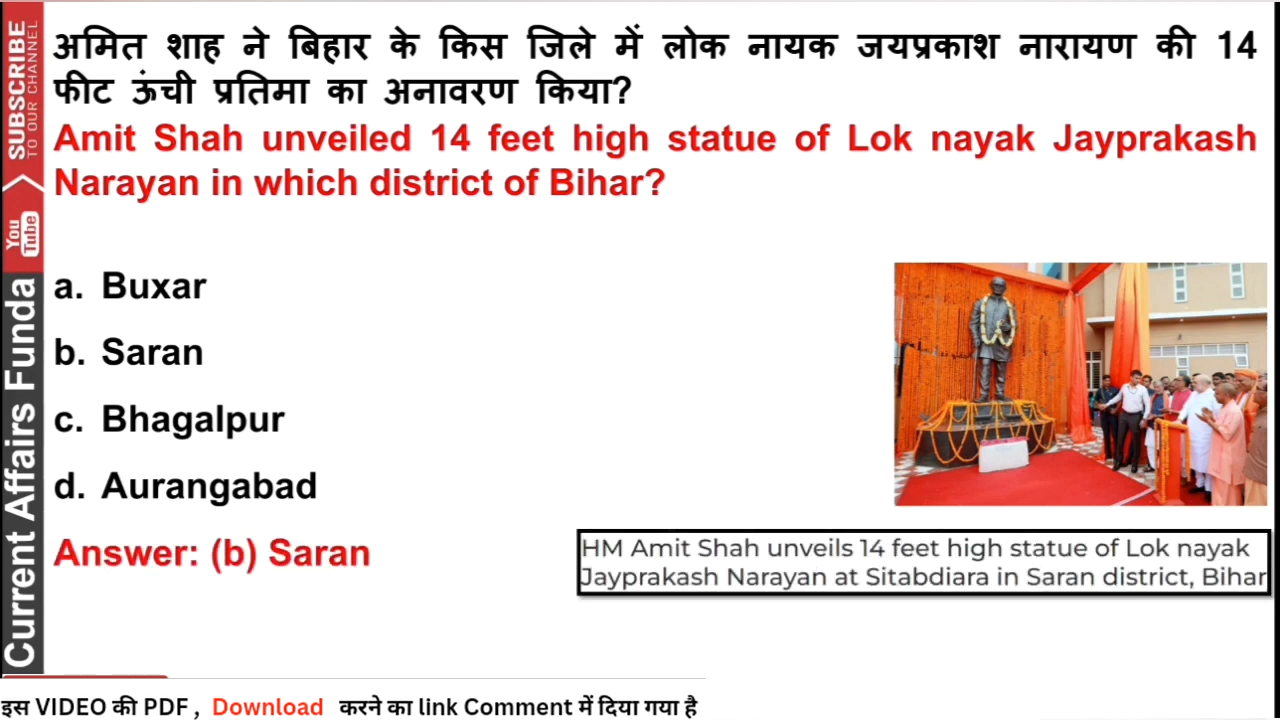 अमित शाह ने बिहार के किस जिले में लोक नायक जयप्रकाश नारायण की 14
फीट ऊंची प्रतिमा का अनावरण किया?
Amit Shah unveiled 14 feet high statue of Lok nayak Jayprakash
Narayan in which district of Bihar?
a. Buxar
b. Saran
c. Bhagalpur
d. Aurangabad
Answer: (b) Saran
HM Amit Shah unveils 14 feet high statue of Lok nayak
Jayprakash Narayan at Sitabdiara in Saran district, Bihar
SUBSCRIBE
TO OUR CHANNEL
You
Tube
Current Affairs Funda
इस VIDEO की PDF , Download करने का link Comment में दिया गया है